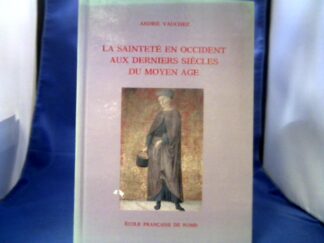 ANDRÉ VAUCHEZ
LA SAINTETÉ EN OCCIDENT
AUX DERNIERS SIÈCLES
DU MOYEN AGE
ÉCOLE FRANÇAISE DE ROME